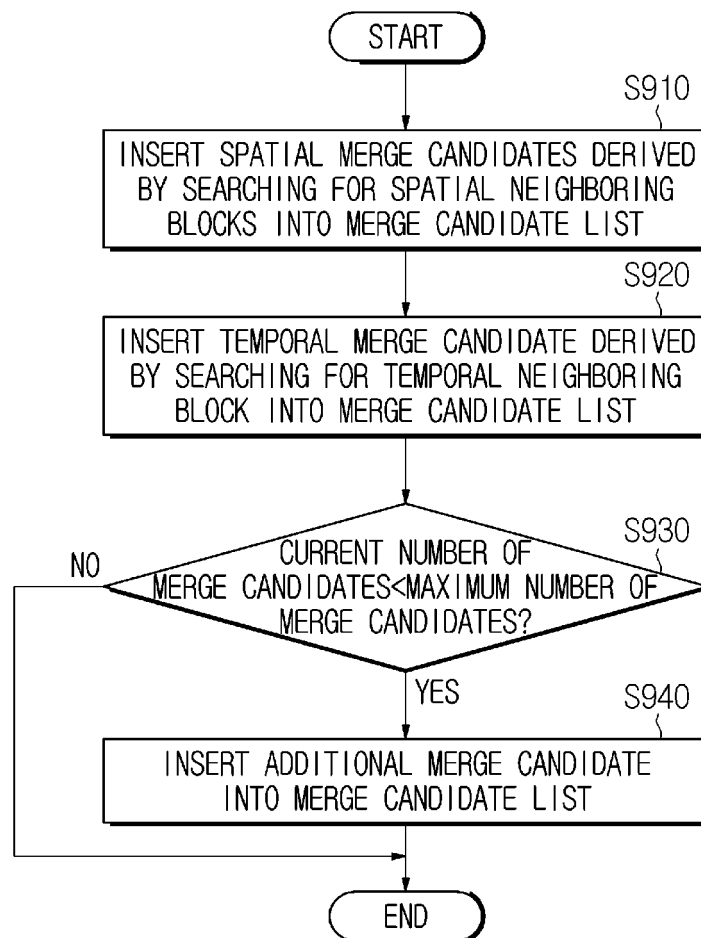 START
S910
INSERT SPATIAL MERGE CANDIDATES DERIVED
BY SEARCHING FOR SPATIAL NEIGHBORING
BLOCKS INTO MERGE CANDIDATE LIST
S920
INSERT TEMPORAL MERGE CANDIDATE DERIVED
BY SEARCHING FOR TEMPORAL NEIGHBORING
BLOCK INTO MERGE CANDIDATE LIST
S930
NO
CURRENT NUMBER OF
MERGE CANDIDATES<MAXIMUM NUMBER OF
MERGE CANDIDATES?
YES
S940
INSERT ADDITIONAL MERGE CANDIDATE
INTO MERGE CANDIDATE LIST
END